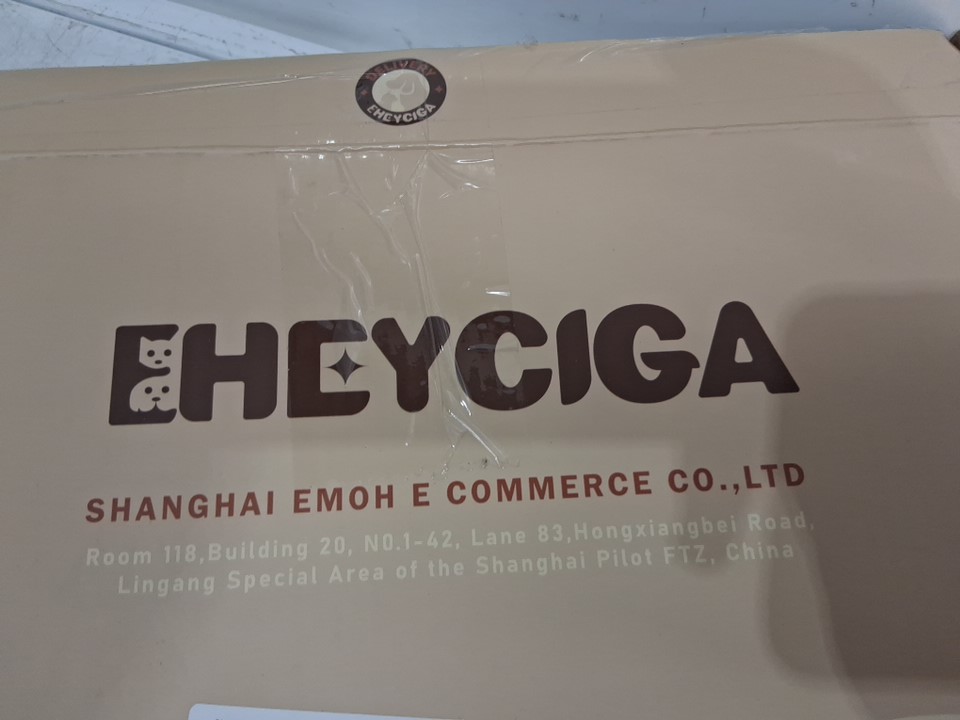 DELIVERY
EHEYCIGA
EHEYCIGA
SHANGHAI EMOH E COMMERCE CO.,LTD
Room 118,Building 20, NO.1-42, Lane 83,Hongxiangbei Road,
Lingang Special Area of the Shanghai Pilot FTZ, China